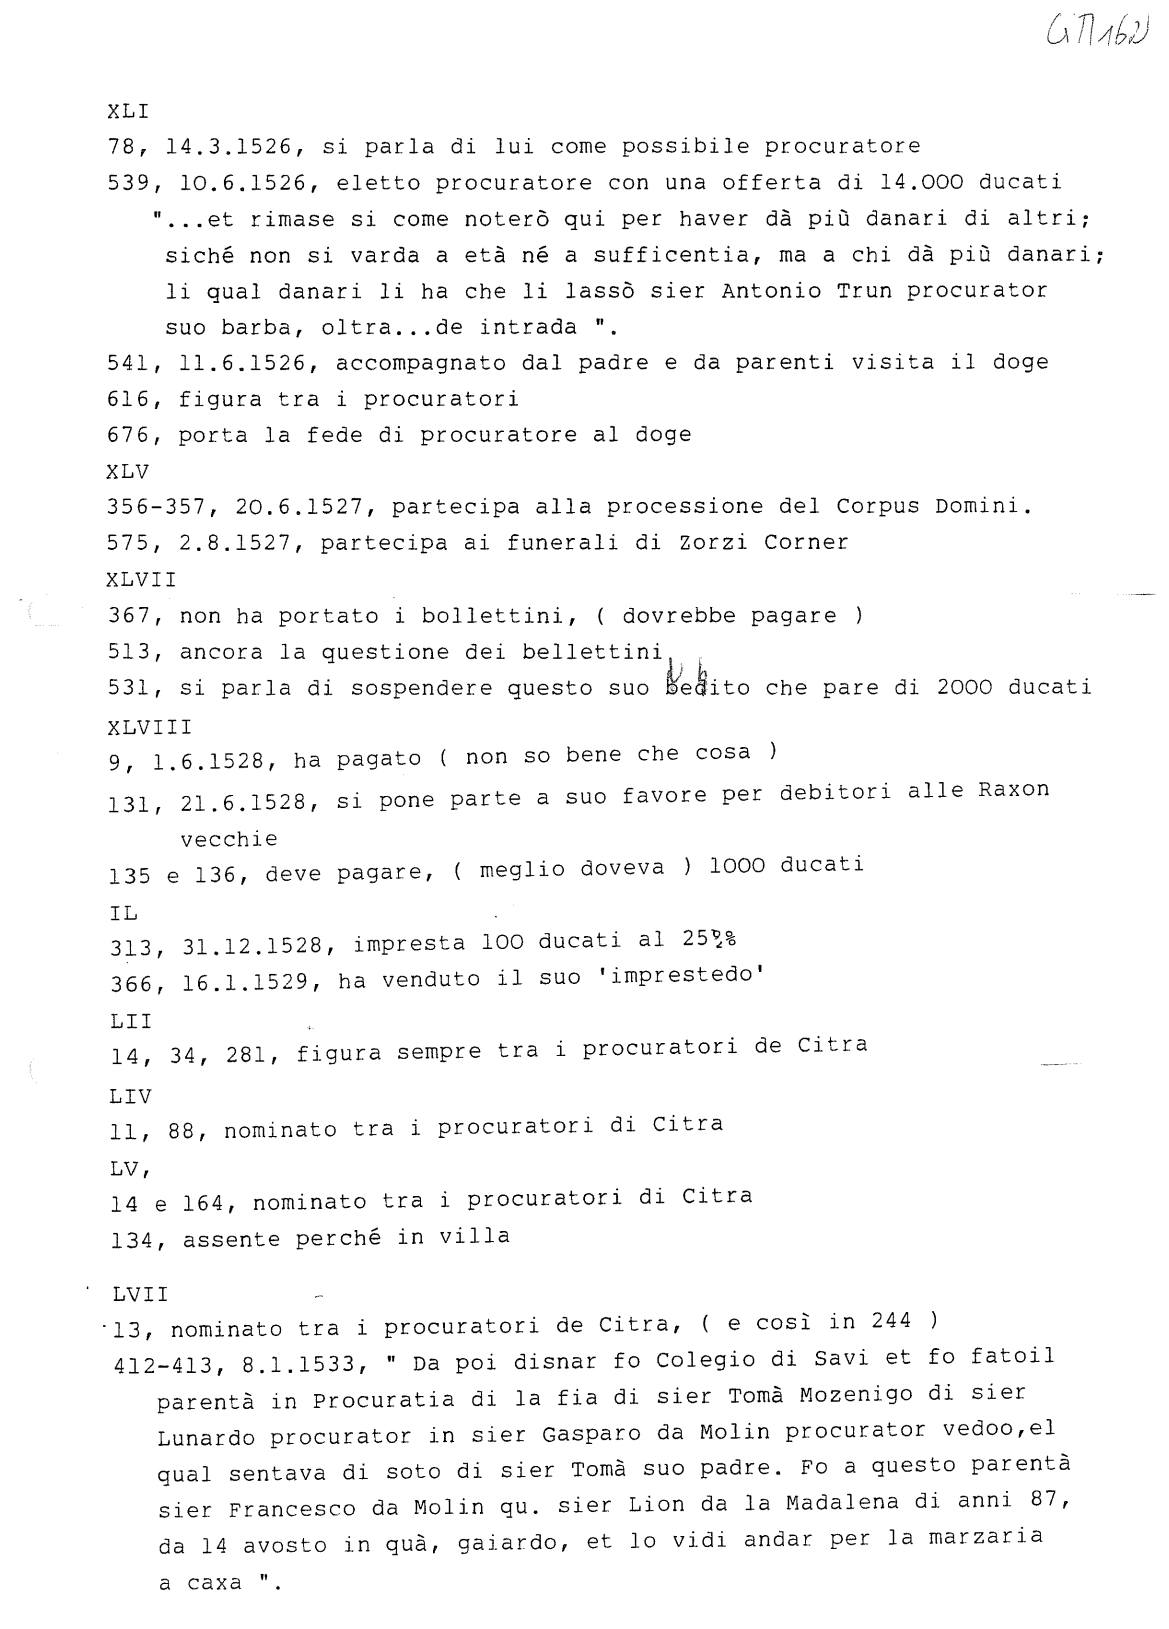 XLI
78, 14.3.1526, si parla di lui come possibile procuratore
539, 10.6.1526, eletto procuratore con una offerta di 14.000 ducati
"...et rimase si come noterò qui per haver dà più danari di altri;
siché non si varda a età né a sufficentia, ma a chi dà più danari;
li qual danari li ha che li lassò sier Antonio Trun procurator
suo barba, oltra...de intrada ".
541, 11.6.1526, accompagnato dal padre e da parenti visita il doge
616, figura tra i procuratori
676, porta la fede di procuratore al doge
XLV
356-357, 20.6.1527, partecipa alla processione del Corpus Domini.
575, 2.8.1527, partecipa ai funerali di Zorzi Corner
XLVII
367, non ha portato i bollettini, ( dovrebbe pagare )
513, ancora la questione dei bellettini
531, si parla di sospendere questo suo che pare di 2000 ducati
XLVIII
9, 1.6.1528, ha pagato ( non so bene che cosa )
131, 21.6.1528, si pone parte a suo favore per debitori alle Raxon
vecchie
135 e 136, deve pagare, ( meglio doveva ) 1000 ducati
IL
313, 31.12.1528, impresta 100 ducati al 25%
366, 16.1.1529, ha venduto il suo 'imprestedo'
LII
14, 34, 281, figura sempre tra i procuratori de Citra
LIV
11, 88, nominato tra i procuratori di Citra
LV,
14 e 164, nominato tra i procuratori di Citra
134, assente perché in villa
LVII
13, nominato tra i procuratori de Citra, ( e così in 244 )
412-413, 8.1.1533, " Da poi disnar fo Colegio di Savi et fo fatoil
parentà in Procuratia di la fia di sier Tomà Mozenigo di sier
Lunardo procurator in sier Gasparo da Molin procurator vedoo,el
qual sentava di soto di sier Tomà suo padre. Fo a questo parentà
sier Francesco da Molin qu. sier Lion da la Madalena di anni 87,
da 14 avosto in quà, gaiardo, et lo vidi andar per la marzaria
a caxa ".